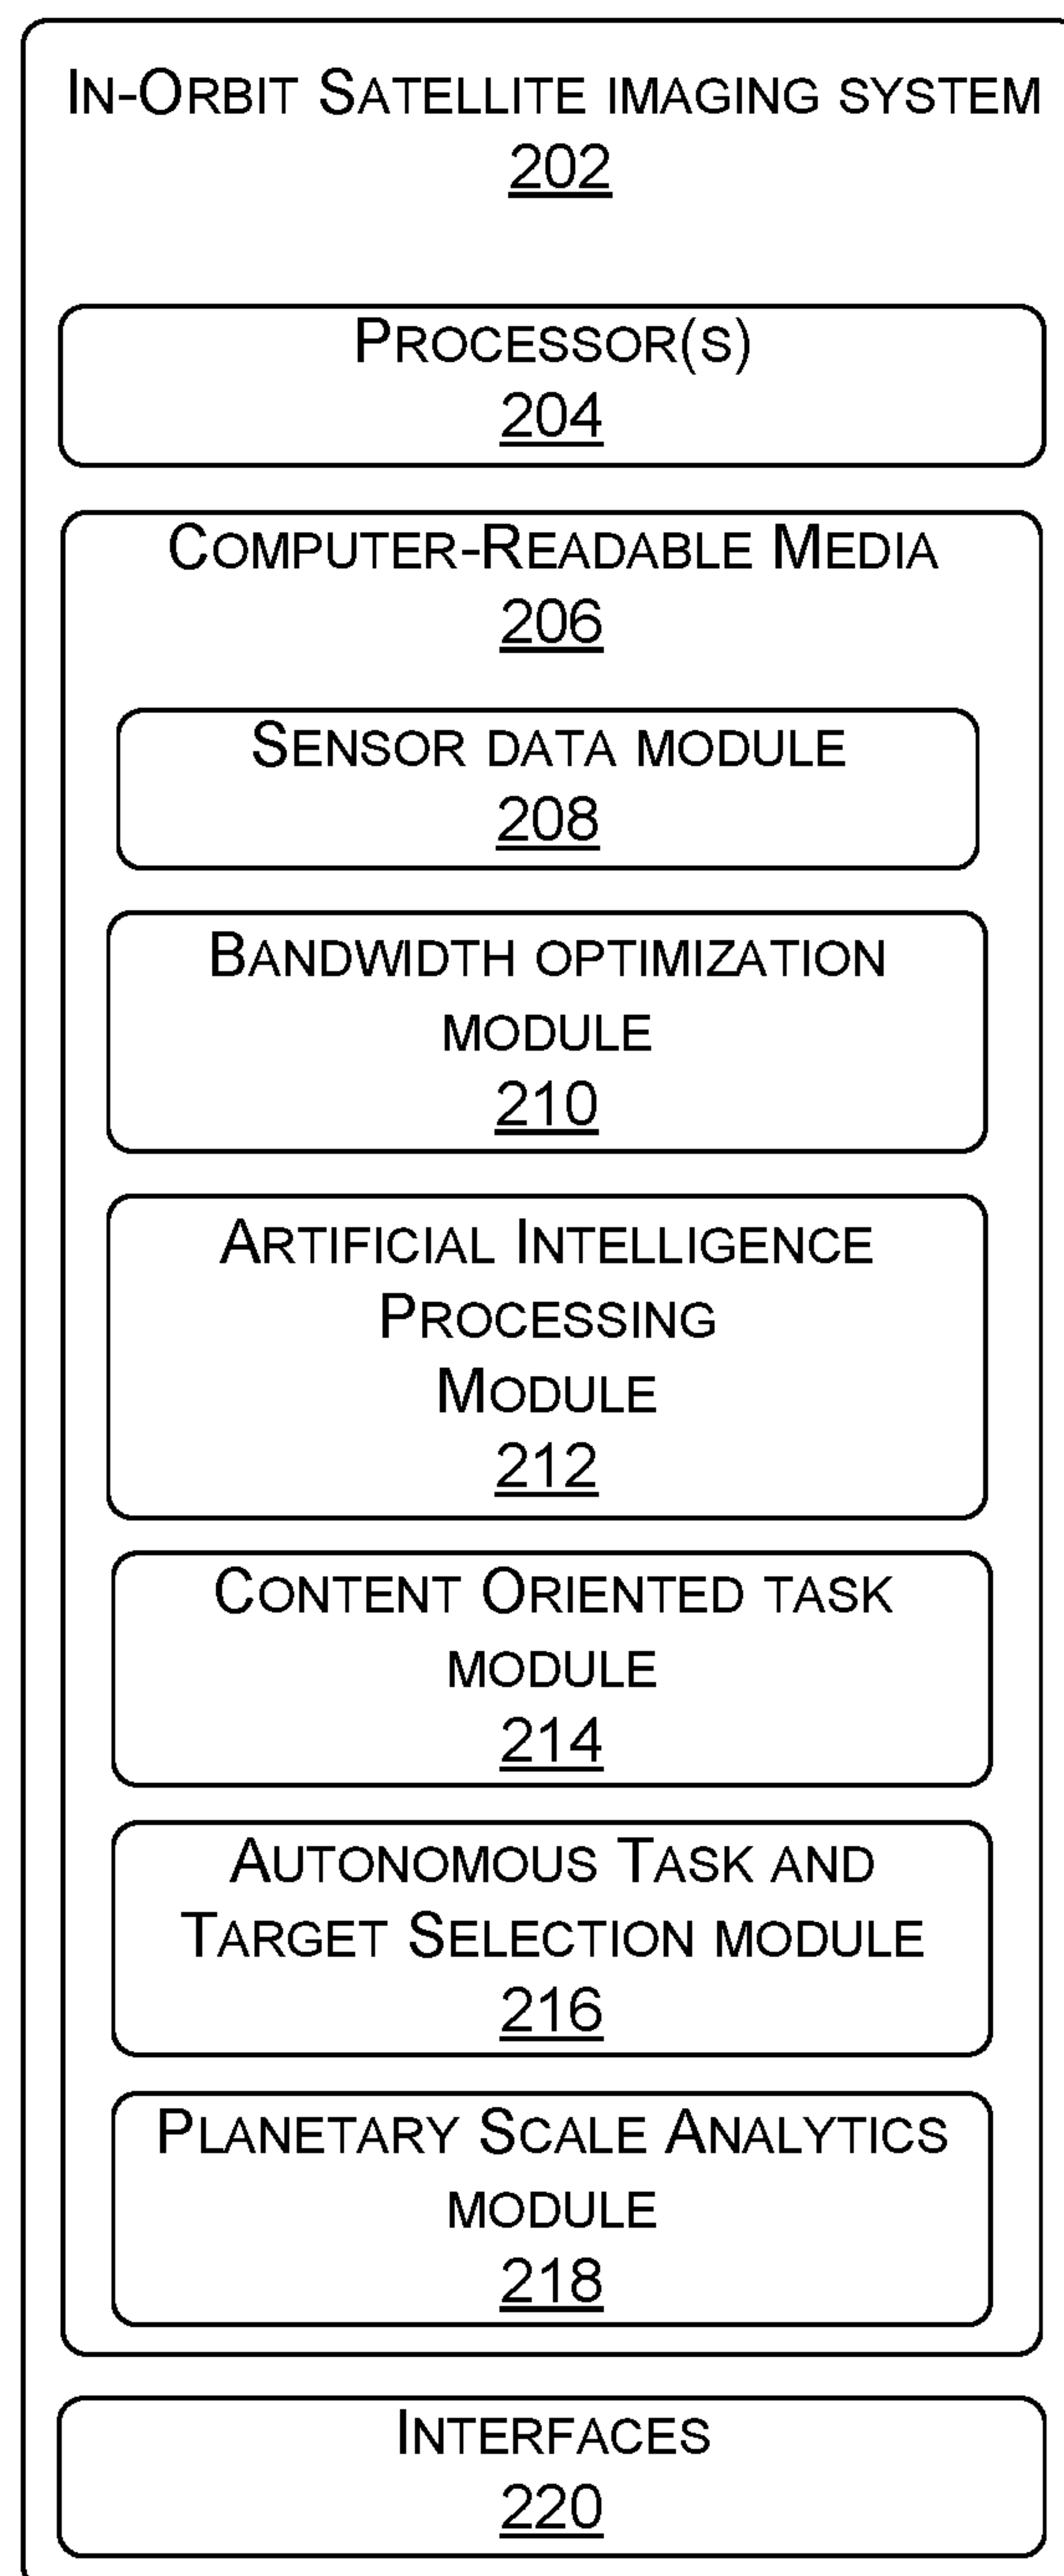 IN-ORBIT SATELLITE IMAGING SYSTEM
202
PROCESSOR(S)
204
COMPUTER-READABLE MEDIA
206
SENSOR DATA MODULE
208
BANDWIDTH OPTIMIZATION
MODULE
210
ARTIFICIAL INTELLIGENCE
PROCESSING
MODULE
212
CONTENT ORIENTED TASK
MODULE
214
AUTONOMOUS TASK AND
TARGET SELECTION MODULE
216
PLANETARY SCALE ANALYTICS
MODULE
218
INTERFACES
220